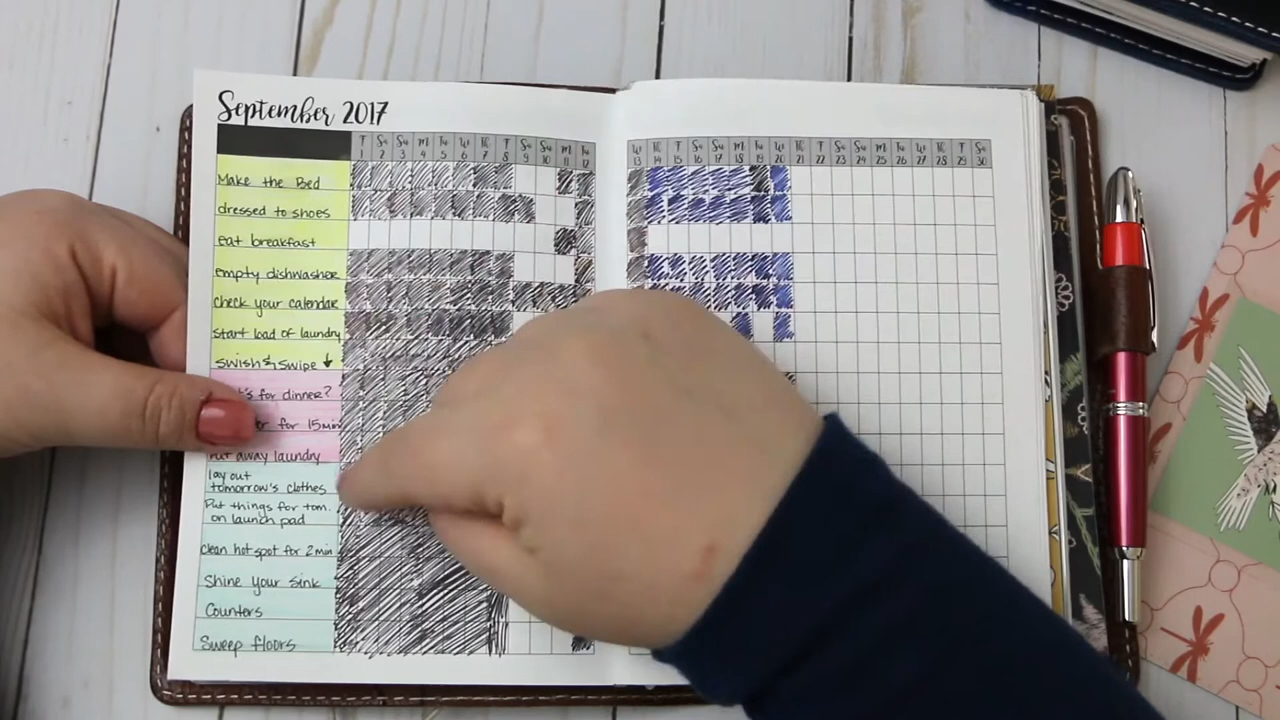 September 2017
T Sa Su M Tu W Th F Sa Su M Tu
1 2 3 4 5 6 7 8 9 10 11 12
W Th F Sa Su M Tu W Th F Sa Su M Tu W Th F Sa
13 14 15 16 17 18 19 20 21 22 23 24 25 26 27 28 29 30
Make the Bed
dressed to shoes
eat breakfast
empty dishwasher
check your calendar
start load of laundry
swish & swipe ↓
for dinner?
for 15min
Put away laundry
lay out
tomorrow's clothes
Put things for tom.
on launch pad
clean hot spot for 2 min
Shine your sink
Counters
Sweep floors